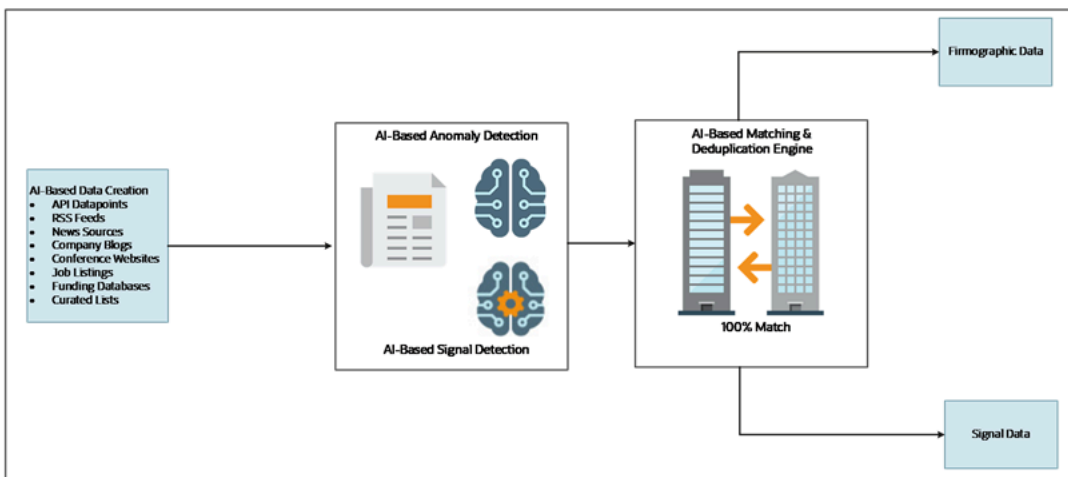 Firmographic Data
AI-Based Anomaly Detection
AI-Based Matching &
Deduplication Engine
AI-Based Data Creation
• API Datapoints
• RSS Feeds
• News Sources
• Company Blogs
• Conference Websites
• Job Listings
• Funding Databases
• Curated Lists
100% Match
AI-Based Signal Detection
Signal Data